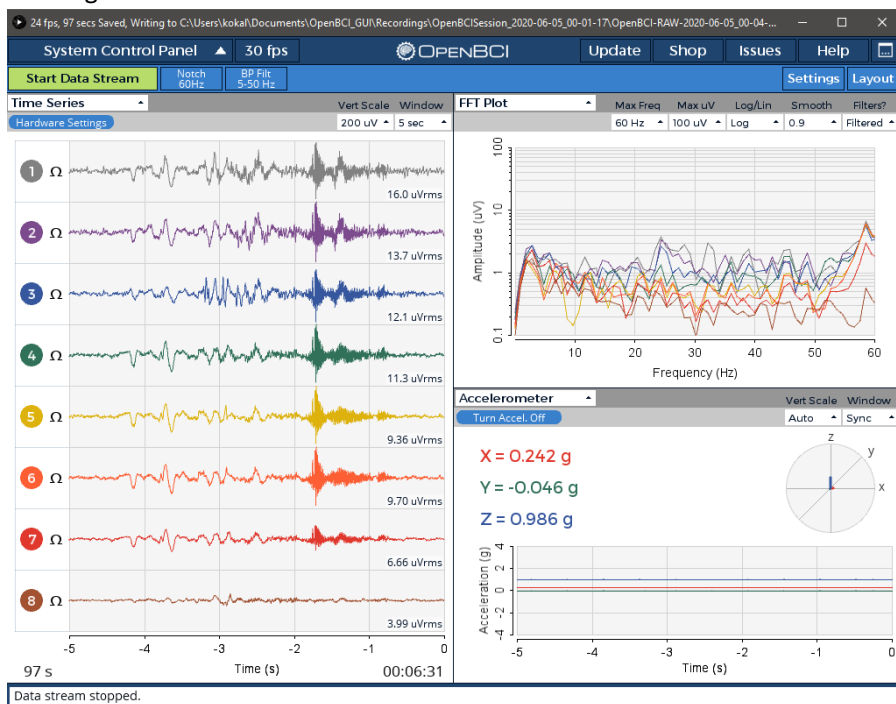 24 fps, 97 secs Saved, Writing to C:\Users\kokal\Documents\OpenBCI_GUI\Recordings\OpenBCISession_2020-06-05_00-01-17\OpenBCI-RAW-2020-06-05_00-04-...
System Control Panel 30 fps OPENBCI Update Shop Issues Help
Start Data Stream Notch 60Hz BP Filt 5-50 Hz Settings Layout
Time Series Vert Scale Window
Hardware Settings 200 uV 5 sec
1 Ω 16.0 uVrms
2 Ω 13.7 uVrms
3 Ω 12.1 uVrms
4 Ω 11.3 uVrms
5 Ω 9.36 uVrms
6 Ω 9.70 uVrms
7 Ω 6.66 uVrms
8 Ω 3.99 uVrms
-5 -4 -3 -2 -1 0
97 s Time (s) 00:06:31
FFT Plot Max Freq Max uV Log/Lin Smooth Filters?
60 Hz 100 uV Log 0.9 Filtered
100
10
1
0.1
Amplitude (uV)
10 20 30 40 50 60
Frequency (Hz)
Accelerometer Vert Scale Window
Turn Accel. Off Auto Sync
X = 0.242 g
Y = -0.046 g
Z = 0.986 g
z
y
x
4
2
0
-2
-4
Acceleration (g)
-5 -4 -3 -2 -1 0
Time (s)
Data stream stopped.